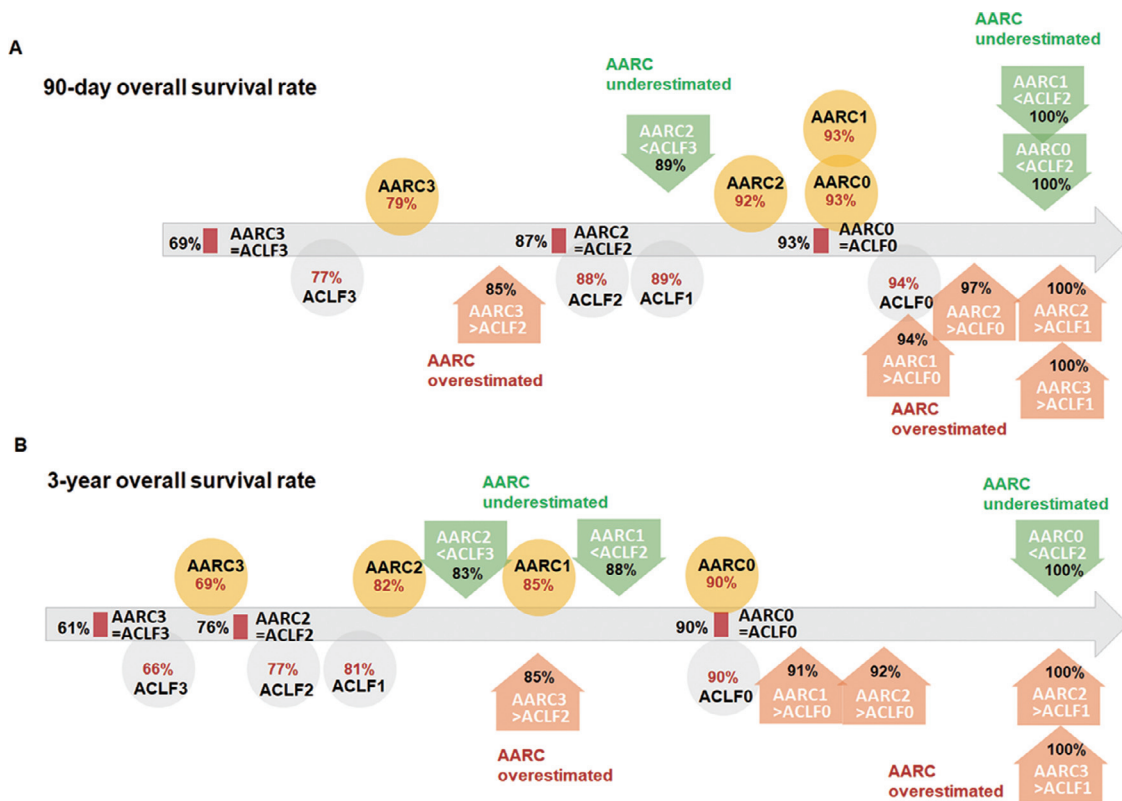 A
90-day overall survival rate
AARC
underestimated
AARC
underestimated
AARC1
<ACLF2
100%
AARC0
<ACLF2
100%
AARC2
<ACLF3
89%
AARC1
93%
AARC3
79%
AARC2
92%
AARC0
93%
69%
AARC3
=ACLF3
87%
AARC2
=ACLF2
93%
AARC0
=ACLF0
77%
ACLF3
85%
AARC3
>ACLF2
88%
ACLF2
89%
ACLF1
94%
ACLF0
97%
AARC2
>ACLF0
100%
AARC2
>ACLF1
94%
AARC1
>ACLF0
100%
AARC3
>ACLF1
AARC
overestimated
AARC
overestimated
B
3-year overall survival rate
AARC
underestimated
AARC
underestimated
AARC3
69%
AARC2
82%
AARC2
<ACLF3
83%
AARC1
85%
AARC1
<ACLF2
88%
AARC0
90%
AARC0
<ACLF2
100%
61%
AARC3
=ACLF3
76%
AARC2
=ACLF2
90%
AARC0
=ACLF0
66%
ACLF3
77%
ACLF2
81%
ACLF1
85%
AARC3
>ACLF2
90%
ACLF0
91%
AARC1
>ACLF0
92%
AARC2
>ACLF0
100%
AARC2
>ACLF1
100%
AARC3
>ACLF1
AARC
overestimated
AARC
overestimated